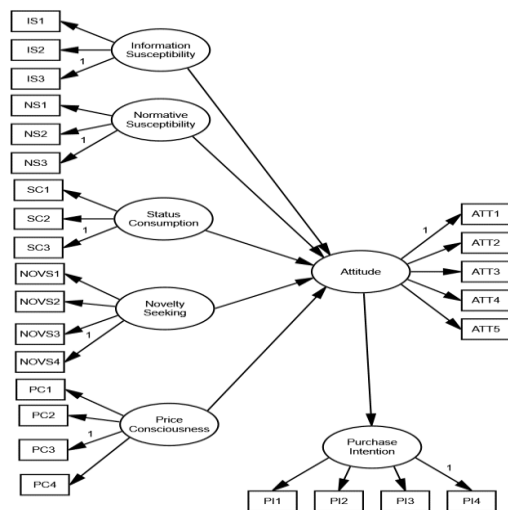 IS1
IS2
IS3
1
Information
Susceptibility
NS1
NS2
NS3
1
Normative
Susceptibility
SC1
SC2
SC3
1
Status
Consumption
NOVS1
NOVS2
NOVS3
NOVS4
1
Novelty
Seeking
PC1
PC2
PC3
PC4
1
Price
Consciousness
Attitude
1
ATT1
ATT2
ATT3
ATT4
ATT5
Purchase
Intention
1
PI1
PI2
PI3
PI4